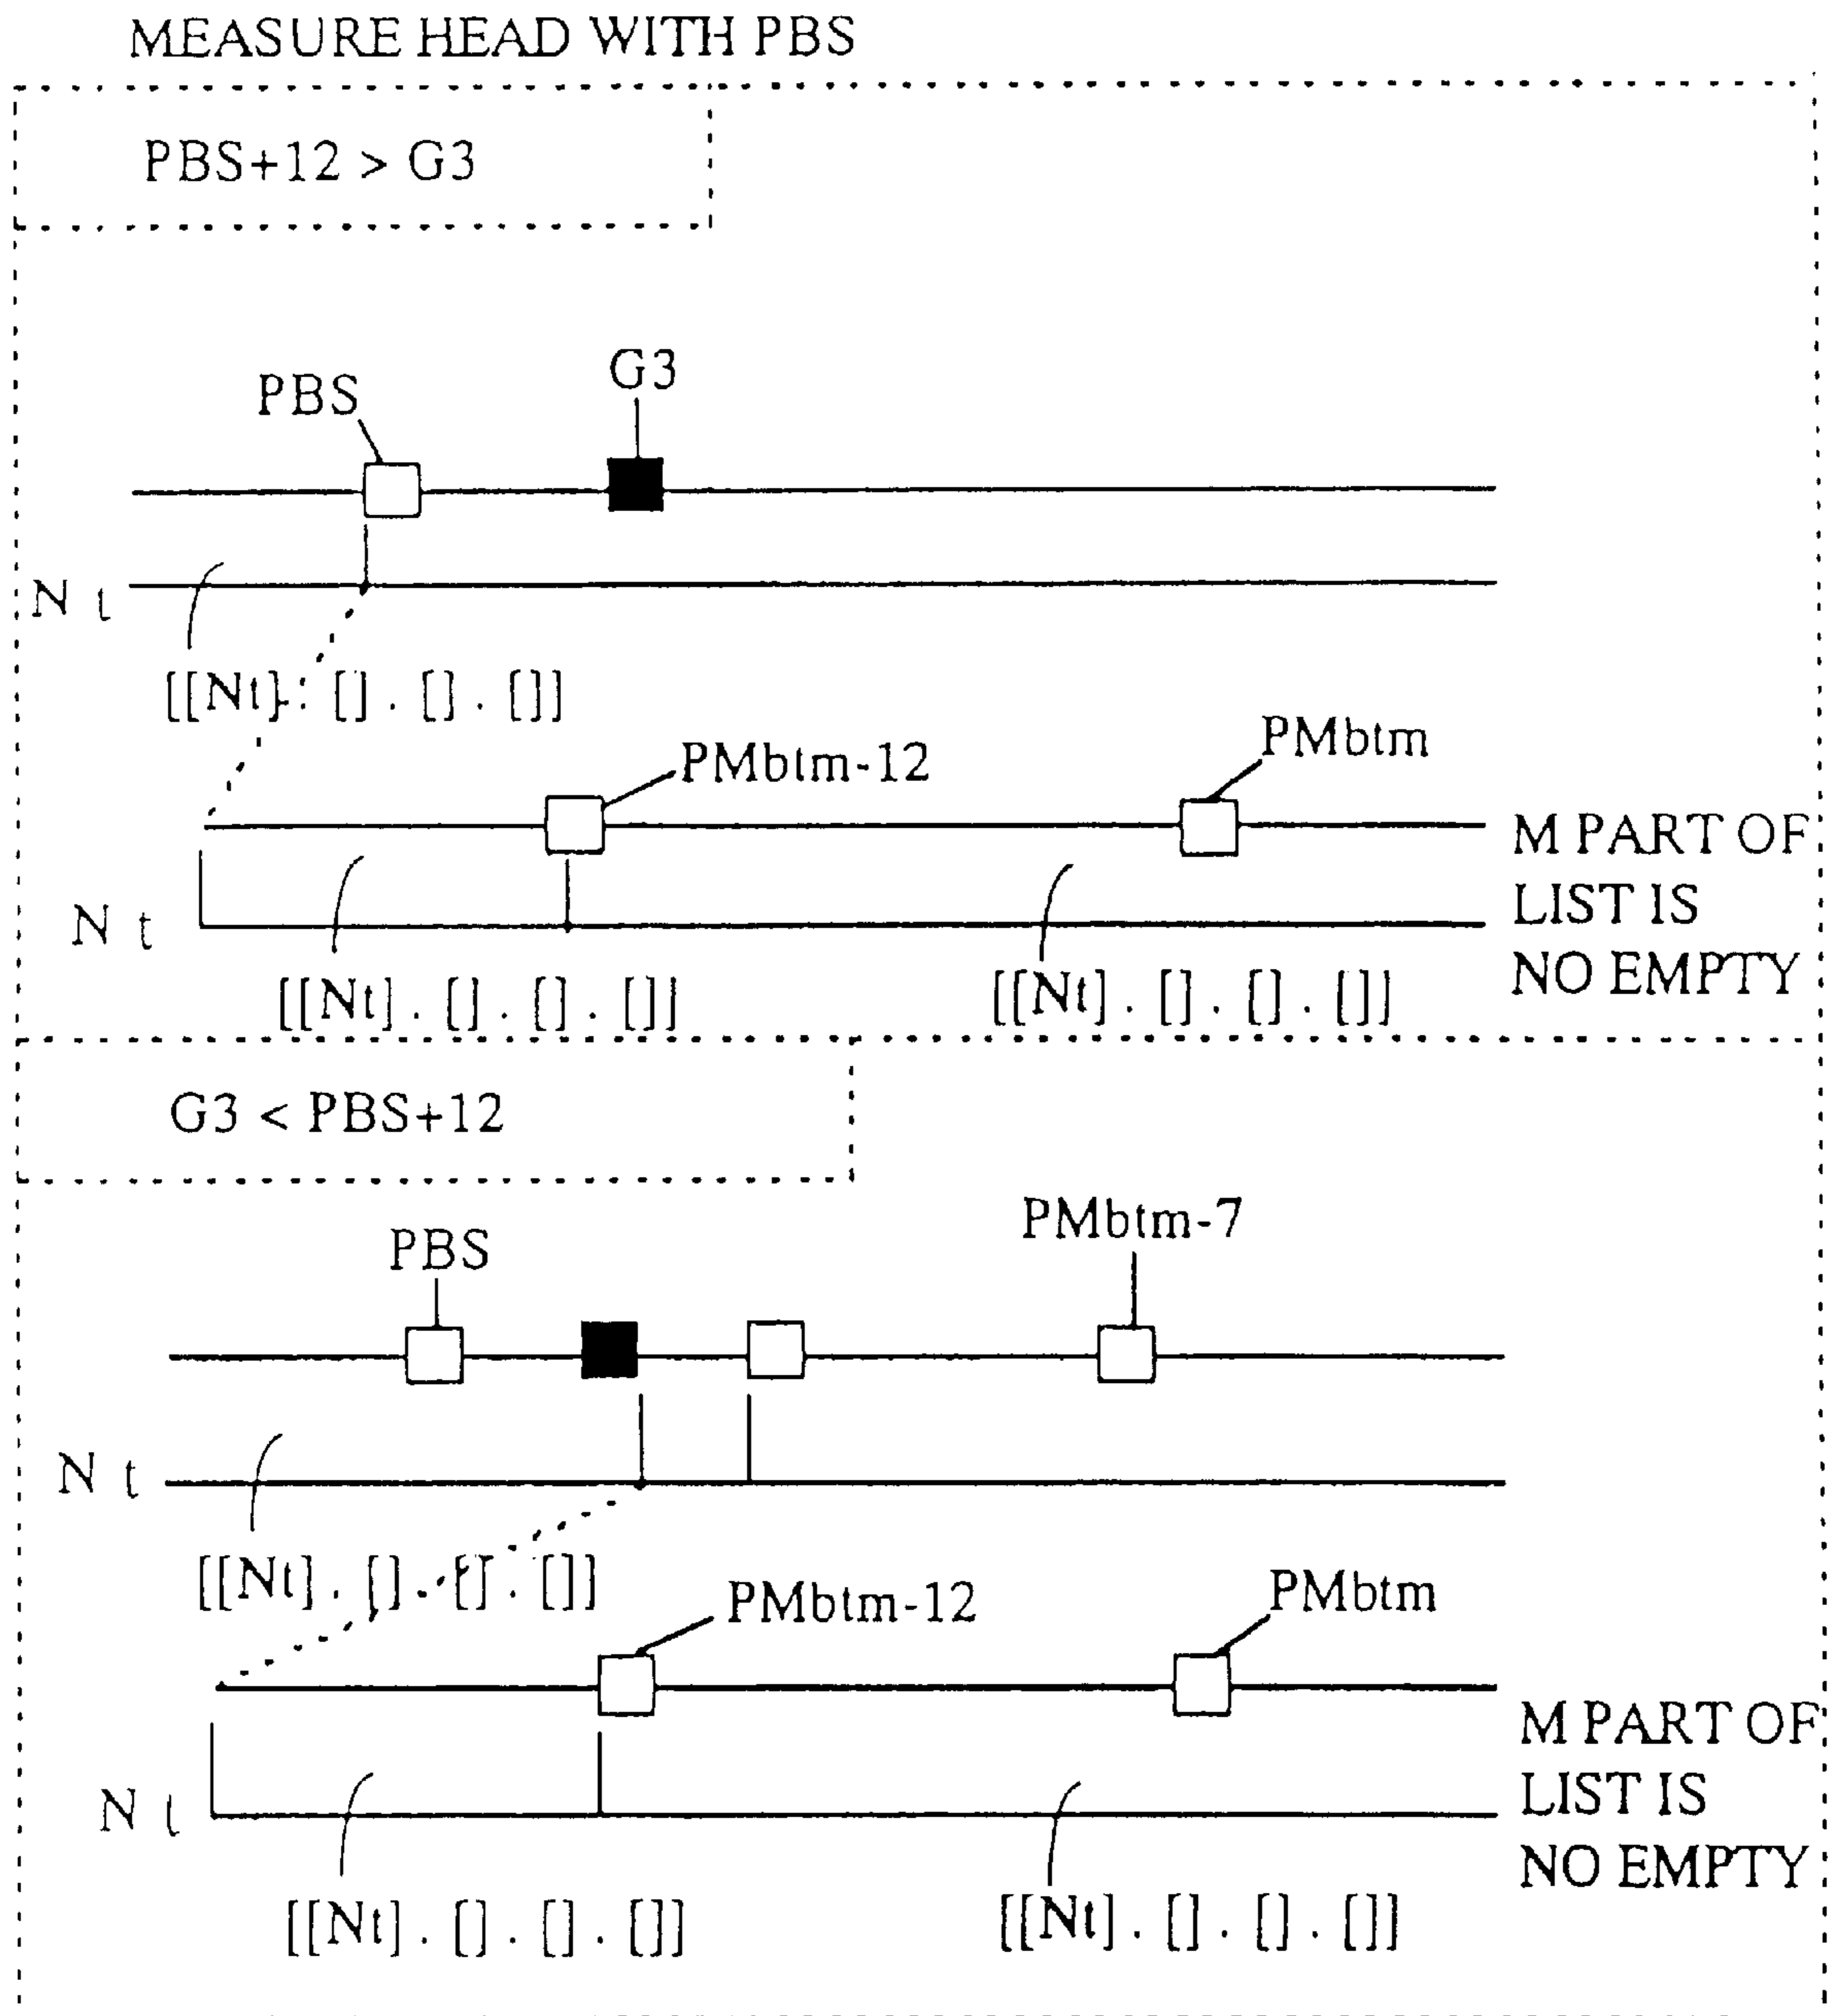 MEASURE HEAD WITH PBS
PBS+12 > G3
PBS
G3
N t
[[Nt] . [] . [] . []]
PMbtm-12
PMbtm
M PART OF
LIST IS
NO EMPTY
N t
[[Nt] . [] . [] . []]
[[Nt] . [] . [] . []]
G3 < PBS+12
PBS
PMbtm-7
N t
[[Nt] . [] . [] . []]
PMbtm-12
PMbtm
M PART OF
LIST IS
NO EMPTY
N t
[[Nt] . [] . [] . []]
[[Nt] . [] . [] . []]